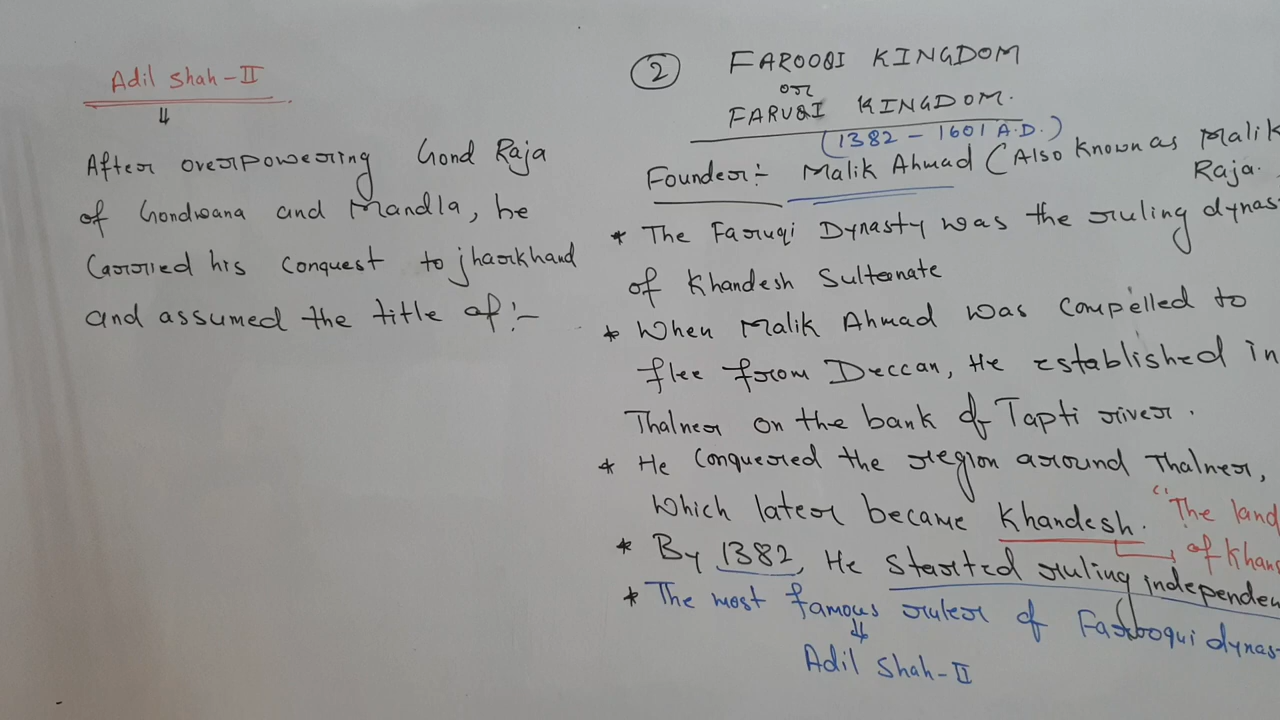 Adil Shah-II
After overpowering Gond Raja
of Gondwana and Mandla, he
Carried his conquest to jharkhand
and assumed the title of :-
2 FAROOQI KINGDOM
or
FARUQI KINGDOM.
(1382 - 1601 A.D.)
Founder :- Malik Ahmad (Also known as Malik
Raja.
* The Faruqi Dynasty was the ruling dynas
of Khandesh Sultanate
* When Malik Ahmad was compelled to
flee from Deccan, He established in
Thalner on the bank of Tapti river.
* He Conquered the region around Thalner,
which later became Khandesh. "The land
of Khans
* By 1382, He started ruling independen
* The most famous ruler of Farooqui dynas
Adil Shah-II